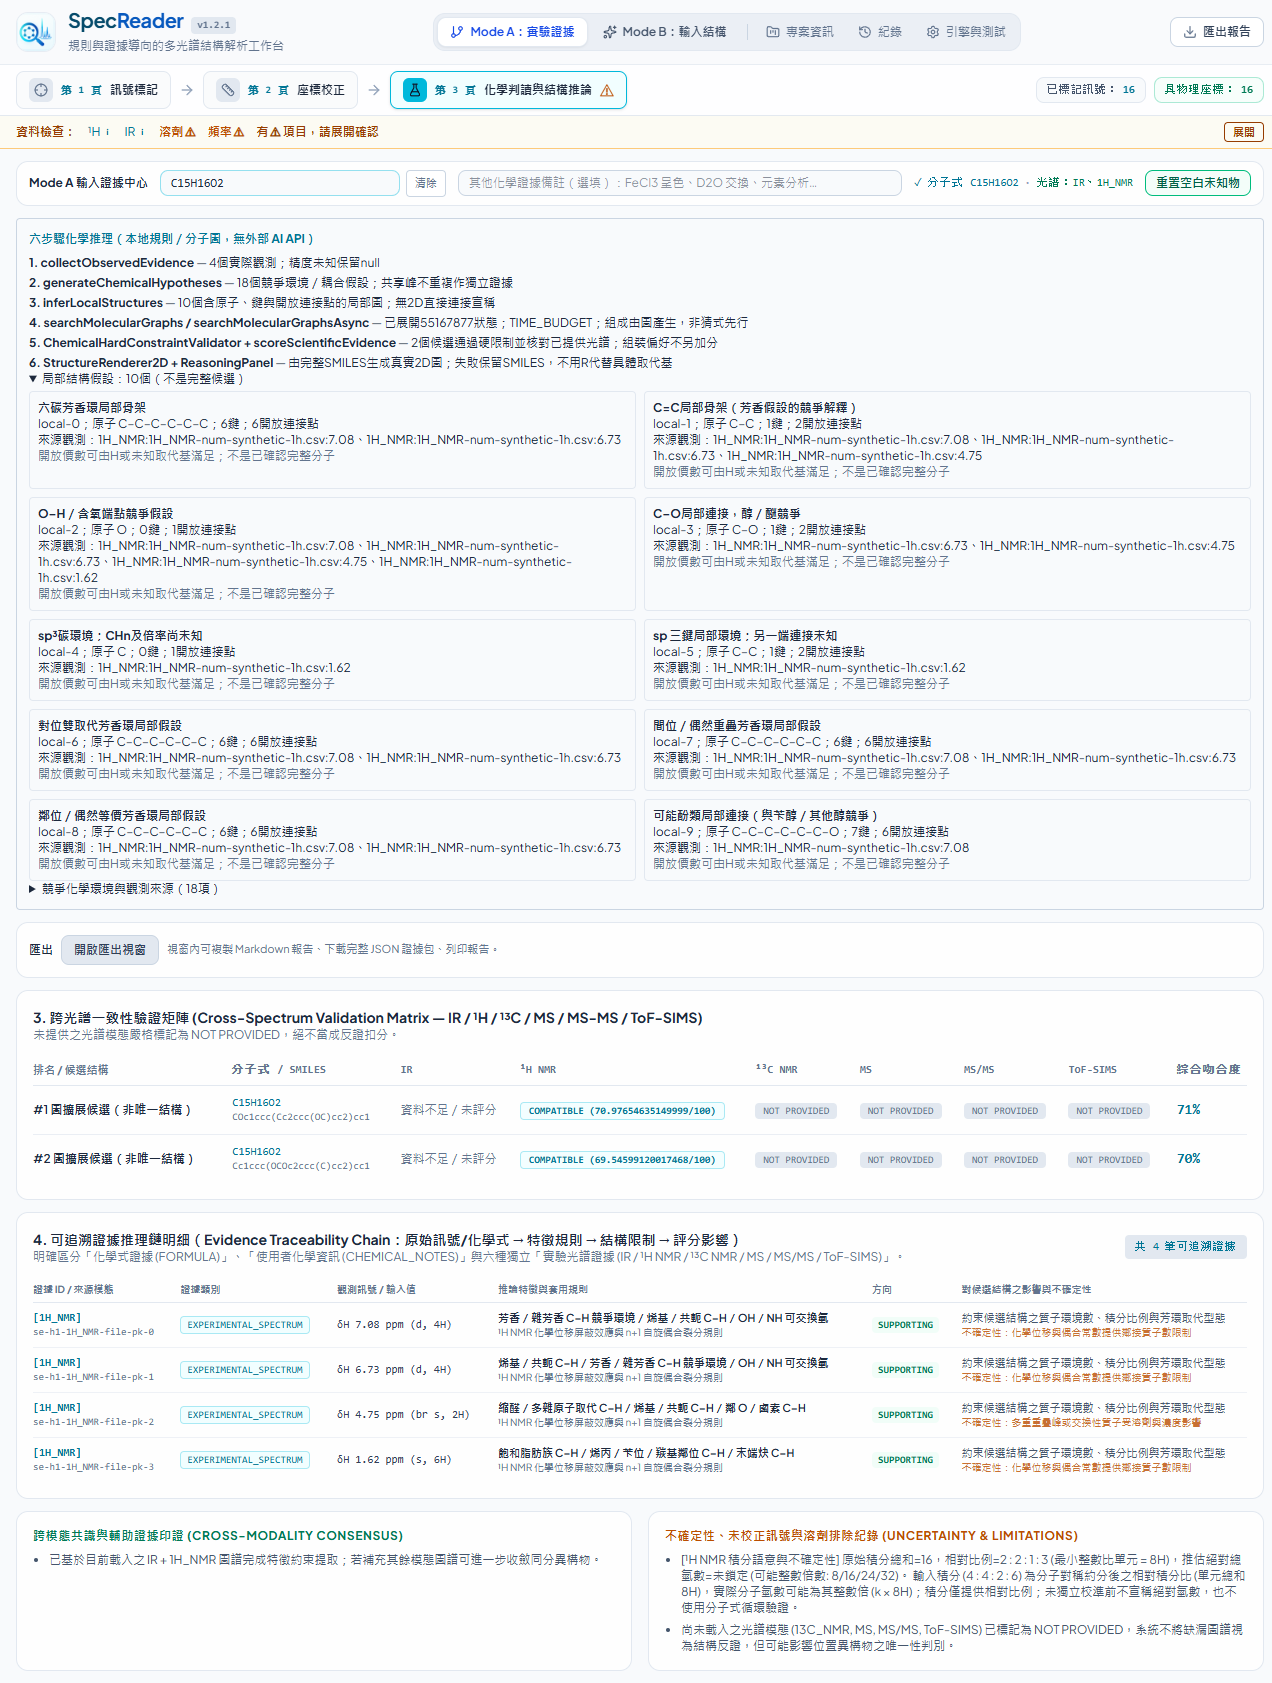 SpecReader v1.2.1
規則與證據導向的多光譜結構解析工作台
Mode A：實驗證據
Mode B：輸入結構
專案資訊
紀錄
引擎與測試
匯出報告
第 1 頁 訊號標記
第 2 頁 座標校正
第 3 頁 化學判讀與結構推論
已標記訊號： 16
具物理座標： 16
資料檢查： ¹H i IR i 溶劑⚠ 頻率⚠ 有⚠項目，請展開確認
展開
Mode A 輸入證據中心
C15H16O2
清除
其他化學證據備註（選填）：FeCl3 呈色、D2O 交換、元素分析…
✓ 分子式 C15H16O2 · 光譜：IR、1H_NMR
重置空白未知物
六步驟化學推理（本地規則 / 分子圖，無外部 AI API）
1. collectObservedEvidence — 4個實際觀測；精度未知保留null
2. generateChemicalHypotheses — 18個競爭環境 / 耦合假設；共享峰不重複作獨立證據
3. inferLocalStructures — 10個含原子、鍵與開放連接點的局部圖；無2D直接連接宣稱
4. searchMolecularGraphs / searchMolecularGraphsAsync — 已展開55167877狀態；TIME_BUDGET；組成由圖產生，非猜式先行
5. ChemicalHardConstraintValidator + scoreScientificEvidence — 2個候選通過硬限制並核對已提供光譜；組裝偏好不另加分
6. StructureRenderer2D + ReasoningPanel — 由完整SMILES生成真實2D圖；失敗保留SMILES，不用R代替具體取代基
▼ 局部結構假設：10個（不是完整候選）
六碳芳香環局部骨架
local-0；原子 C-C-C-C-C-C；6鍵；6開放連接點
來源觀測：1H_NMR:1H_NMR-num-synthetic-1h.csv:7.08、1H_NMR:1H_NMR-num-synthetic-1h.csv:6.73
開放價數可由H或未知取代基滿足；不是已確認完整分子
C=C局部骨架（芳香假設的競爭解釋）
local-1；原子 C-C；1鍵；2開放連接點
來源觀測：1H_NMR:1H_NMR-num-synthetic-1h.csv:7.08、1H_NMR:1H_NMR-num-synthetic-
1h.csv:6.73、1H_NMR:1H_NMR-num-synthetic-1h.csv:4.75
開放價數可由H或未知取代基滿足；不是已確認完整分子
O-H / 含氧端點競爭假設
local-2；原子 O；0鍵；1開放連接點
來源觀測：1H_NMR:1H_NMR-num-synthetic-1h.csv:7.08、1H_NMR:1H_NMR-num-synthetic-
1h.csv:6.73、1H_NMR:1H_NMR-num-synthetic-1h.csv:4.75、1H_NMR:1H_NMR-num-synthetic-
1h.csv:1.62
開放價數可由H或未知取代基滿足；不是已確認完整分子
C-O局部連接，醇 / 醚競爭
local-3；原子 C-O；1鍵；2開放連接點
來源觀測：1H_NMR:1H_NMR-num-synthetic-1h.csv:6.73、1H_NMR:1H_NMR-num-synthetic-1h.csv:4.75
開放價數可由H或未知取代基滿足；不是已確認完整分子
sp³碳環境；CHn及倍率尚未知
local-4；原子 C；0鍵；1開放連接點
來源觀測：1H_NMR:1H_NMR-num-synthetic-1h.csv:1.62
開放價數可由H或未知取代基滿足；不是已確認完整分子
sp 三鍵局部環境；另一端連接未知
local-5；原子 C-C；1鍵；2開放連接點
來源觀測：1H_NMR:1H_NMR-num-synthetic-1h.csv:1.62
開放價數可由H或未知取代基滿足；不是已確認完整分子
對位雙取代芳香環局部假設
local-6；原子 C-C-C-C-C-C；6鍵；6開放連接點
來源觀測：1H_NMR:1H_NMR-num-synthetic-1h.csv:7.08、1H_NMR:1H_NMR-num-synthetic-1h.csv:6.73
開放價數可由H或未知取代基滿足；不是已確認完整分子
間位 / 偶然重疊芳香環局部假設
local-7；原子 C-C-C-C-C-C；6鍵；6開放連接點
來源觀測：1H_NMR:1H_NMR-num-synthetic-1h.csv:7.08、1H_NMR:1H_NMR-num-synthetic-1h.csv:6.73
開放價數可由H或未知取代基滿足；不是已確認完整分子
鄰位 / 偶然等價芳香環局部假設
local-8；原子 C-C-C-C-C-C；6鍵；6開放連接點
來源觀測：1H_NMR:1H_NMR-num-synthetic-1h.csv:7.08、1H_NMR:1H_NMR-num-synthetic-1h.csv:6.73
開放價數可由H或未知取代基滿足；不是已確認完整分子
可能酚類局部連接（與苄醇 / 其他醇競爭）
local-9；原子 C-C-C-C-C-C-O；7鍵；6開放連接點
來源觀測：1H_NMR:1H_NMR-num-synthetic-1h.csv:7.08
開放價數可由H或未知取代基滿足；不是已確認完整分子
▶ 競爭化學環境與觀測來源（18項）
匯出 開啟匯出視窗 視窗內可複製 Markdown 報告、下載完整 JSON 證據包、列印報告。
3. 跨光譜一致性驗證矩陣 (Cross-Spectrum Validation Matrix — IR / ¹H / ¹³C / MS / MS-MS / ToF-SIMS)
未提供之光譜模態嚴格標記為 NOT PROVIDED，絕不當成反證扣分。
排名 / 候選結構 分子式 / SMILES IR ¹H NMR ¹³C NMR MS MS/MS ToF-SIMS 綜合吻合度
#1 圖擴展候選（非唯一結構） C15H16O2 資料不足 / 未評分 COMPATIBLE (70.97654635149999/100) NOT PROVIDED NOT PROVIDED NOT PROVIDED NOT PROVIDED 71%
COc1ccc(Cc2ccc(OC)cc2)cc1
#2 圖擴展候選（非唯一結構） C15H16O2 資料不足 / 未評分 COMPATIBLE (69.54599120017468/100) NOT PROVIDED NOT PROVIDED NOT PROVIDED NOT PROVIDED 70%
Cc1ccc(OCOc2ccc(C)cc2)cc1
4. 可追溯證據推理鏈明細（Evidence Traceability Chain：原始訊號/化學式 → 特徵規則 → 結構限制 → 評分影響）
明確區分「化學式證據 (FORMULA)」、「使用者化學資訊 (CHEMICAL_NOTES)」與六種獨立「實驗光譜證據 (IR / ¹H NMR / ¹³C NMR / MS / MS/MS / ToF-SIMS)」。
共 4 筆可追溯證據
證據 ID / 來源模態 證據類別 觀測訊號 / 輸入值 推論特徵與套用規則 方向 對候選結構之影響與不確定性
[1H_NMR]
se-h1-1H_NMR-file-pk-0
EXPERIMENTAL_SPECTRUM
δH 7.08 ppm (d, 4H)
芳香 / 雜芳香 C-H 競爭環境 / 烯基 / 共軛 C-H / OH / NH 可交換氫
¹H NMR 化學位移屏蔽效應與 n+1 自旋偶合裂分規則
SUPPORTING
約束候選結構之質子環境數、積分比例與芳環取代型態
不確定性：化學位移與偶合常數提供鄰接質子數限制
[1H_NMR]
se-h1-1H_NMR-file-pk-1
EXPERIMENTAL_SPECTRUM
δH 6.73 ppm (d, 4H)
烯基 / 共軛 C-H / 芳香 / 雜芳香 C-H 競爭環境 / OH / NH 可交換氫
¹H NMR 化學位移屏蔽效應與 n+1 自旋偶合裂分規則
SUPPORTING
約束候選結構之質子環境數、積分比例與芳環取代型態
不確定性：化學位移與偶合常數提供鄰接質子數限制
[1H_NMR]
se-h1-1H_NMR-file-pk-2
EXPERIMENTAL_SPECTRUM
δH 4.75 ppm (br s, 2H)
縮醛 / 多雜原子取代 C-H / 烯基 / 共軛 C-H / 鄰 O / 鹵素 C-H
¹H NMR 化學位移屏蔽效應與 n+1 自旋偶合裂分規則
SUPPORTING
約束候選結構之質子環境數、積分比例與芳環取代型態
不確定性：多重重疊峰或交換性質子受溶劑與濃度影響
[1H_NMR]
se-h1-1H_NMR-file-pk-3
EXPERIMENTAL_SPECTRUM
δH 1.62 ppm (s, 6H)
飽和脂肪族 C-H / 烯丙 / 苄位 / 羰基鄰位 C-H / 末端炔 C-H
¹H NMR 化學位移屏蔽效應與 n+1 自旋偶合裂分規則
SUPPORTING
約束候選結構之質子環境數、積分比例與芳環取代型態
不確定性：化學位移與偶合常數提供鄰接質子數限制
跨模態共識與輔助證據印證 (CROSS-MODALITY CONSENSUS)
• 已基於目前載入之 IR + 1H_NMR 圖譜完成特徵約束提取；若補充其餘模態圖譜可進一步收斂同分異構物。
不確定性、未校正訊號與溶劑排除紀錄 (UNCERTAINTY & LIMITATIONS)
• [¹H NMR 積分語意與不確定性] 原始積分總和=16，相對比例=2 : 2 : 1 : 3 (最小整數比單元 = 8H)，推估絕對總
氫數=未鎖定 (可能整數倍數: 8/16/24/32)。 輸入積分 (4 : 4 : 2 : 6) 為分子對稱約分後之相對積分比 (單元總和
8H)，實際分子氫數可能為其整數倍 (k × 8H)；積分僅提供相對比例；未獨立校準前不宣稱絕對氫數，也不
使用分子式循環驗證。
• 尚未載入之光譜模態 (13C_NMR, MS, MS/MS, ToF-SIMS) 已標記為 NOT PROVIDED，系統不將缺漏圖譜視
為結構反證，但可能影響位置異構物之唯一性判別。